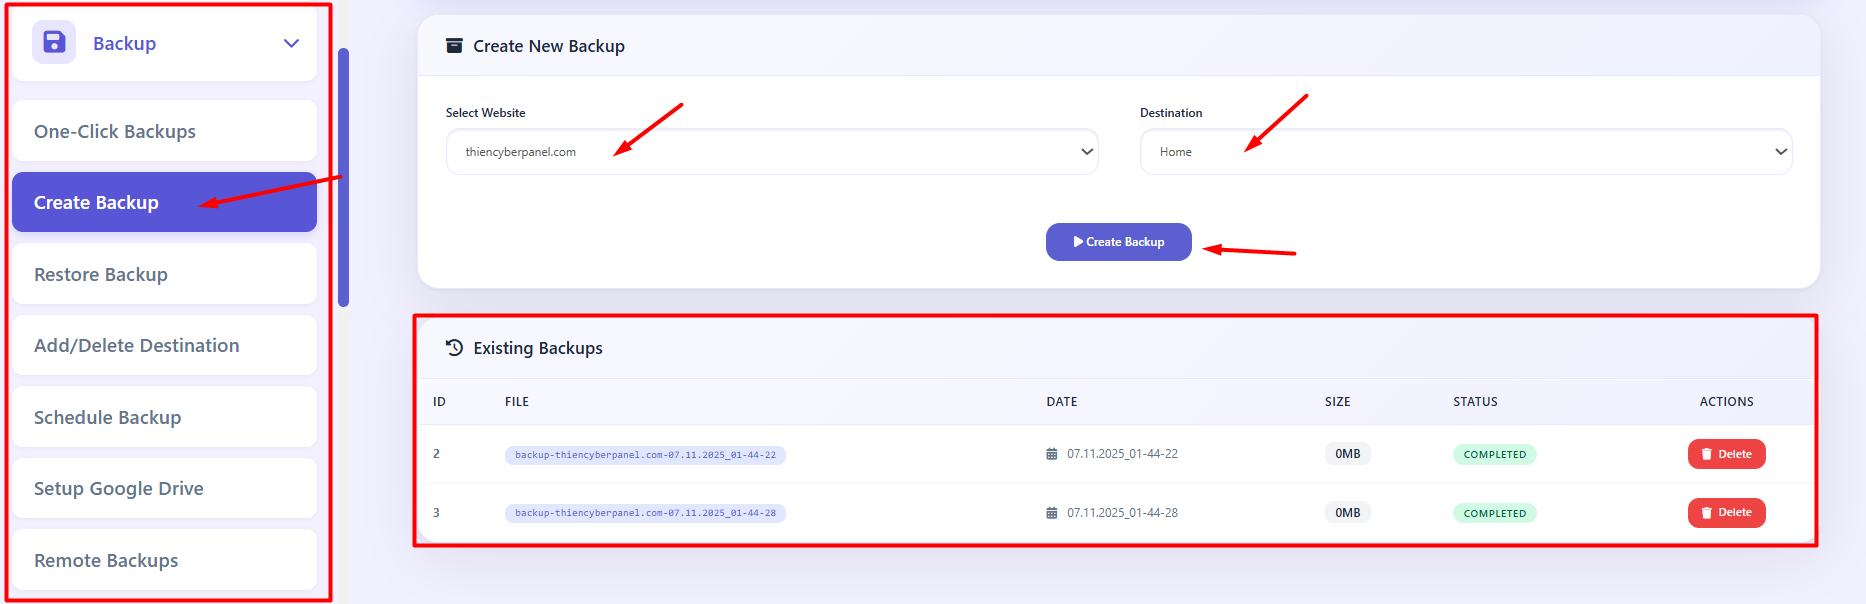 Backup
One-Click Backups
Create Backup
Restore Backup
Add/Delete Destination
Schedule Backup
Setup Google Drive
Remote Backups
Create New Backup
Select Website
Destination
thiencyberpanel.com
Home
Create Backup
Existing Backups
ID FILE DATE SIZE STATUS ACTIONS
2 backup-thiencyberpanel.com-07.11.2025_01-44-22 07.11.2025_01-44-22 0MB COMPLETED Delete
3 backup-thiencyberpanel.com-07.11.2025_01-44-28 07.11.2025_01-44-28 0MB COMPLETED Delete